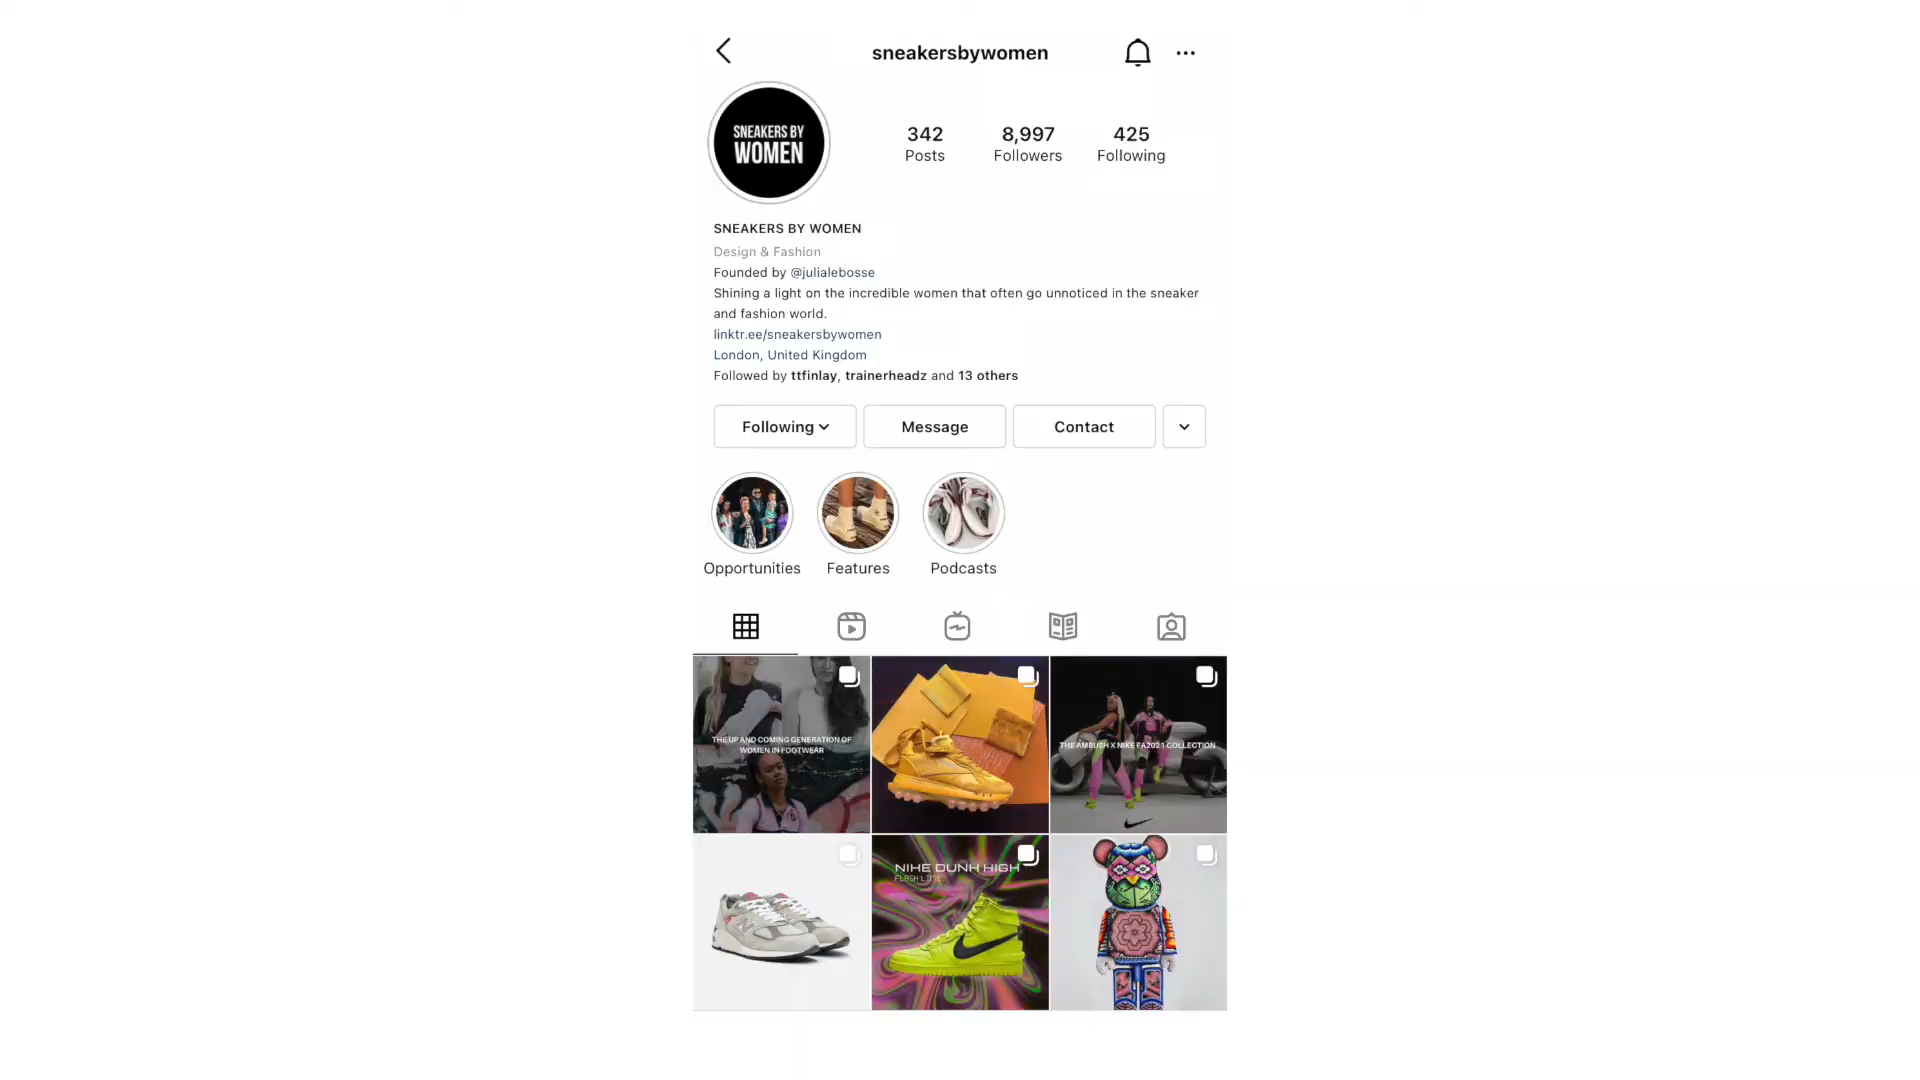 sneakersbywomen
SNEAKERS BY
WOMEN
342
Posts
8,997
Followers
425
Following
SNEAKERS BY WOMEN
Design & Fashion
Founded by @julialebosse
Shining a light on the incredible women that often go unnoticed in the sneaker
and fashion world.
linktr.ee/sneakersbywomen
London, United Kingdom
Followed by ttfinlay, trainerheadz and 13 others
Following
Message
Contact
Opportunities
Features
Podcasts
THE UP AND COMING GENERATION OF
WOMEN IN FOOTWEAR
THE AMBUSH X NIKE FA2021 COLLECTION
NIHE DUNH HIGH
FLASH LIME